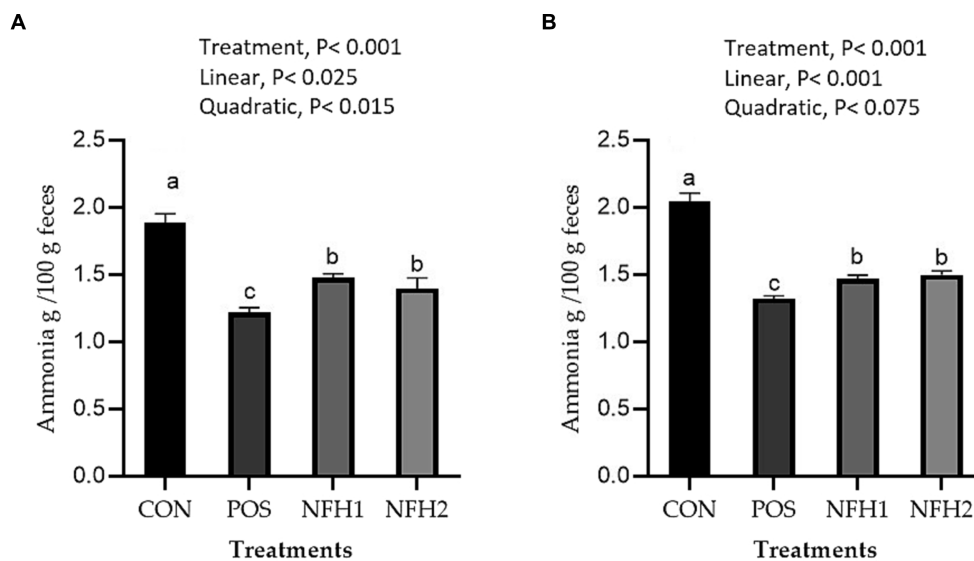 A
Treatment, P< 0.001
Linear, P< 0.025
Quadratic, P< 0.015
Ammonia g /100 g feces
2.5
2.0
1.5
1.0
0.5
0.0
a
c
b
b
CON POS NFH1 NFH2
Treatments
B
Treatment, P< 0.001
Linear, P< 0.001
Quadratic, P< 0.075
Ammonia g /100 g feces
2.5
2.0
1.5
1.0
0.5
0.0
a
c
b
b
CON POS NFH1 NFH2
Treatments